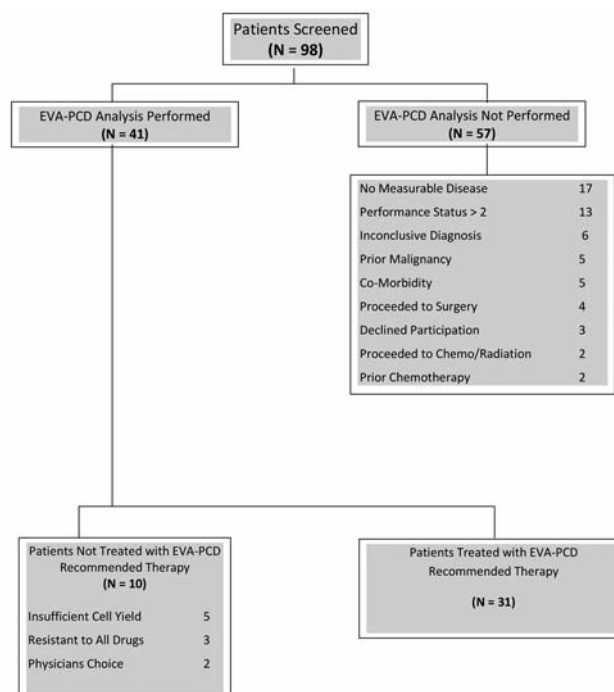 Patients Screened
(N = 98)
EVA-PCD Analysis Performed
(N = 41)
EVA-PCD Analysis Not Performed
(N = 57)
No Measurable Disease 17
Performance Status > 2 13
Inconclusive Diagnosis 6
Prior Malignancy 5
Co-Morbidity 5
Proceeded to Surgery 4
Declined Participation 3
Proceeded to Chemo/Radiation 2
Prior Chemotherapy 2
Patients Not Treated with EVA-PCD
Recommended Therapy
(N = 10)
Insufficient Cell Yield 5
Resistant to All Drugs 3
Physicians Choice 2
Patients Treated with EVA-PCD
Recommended Therapy
(N = 31)